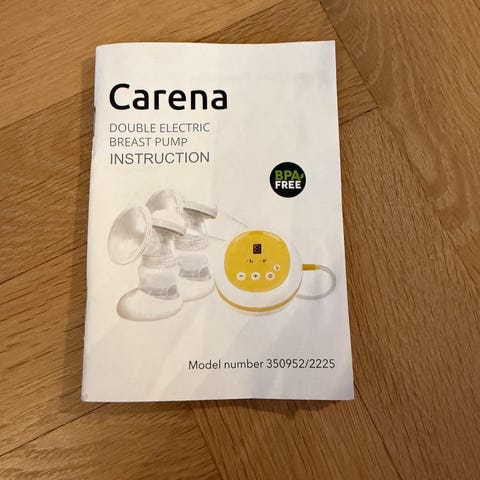 Carena
DOUBLE ELECTRIC
BREAST PUMP
INSTRUCTION
BPA
FREE
Model number 350952/2225